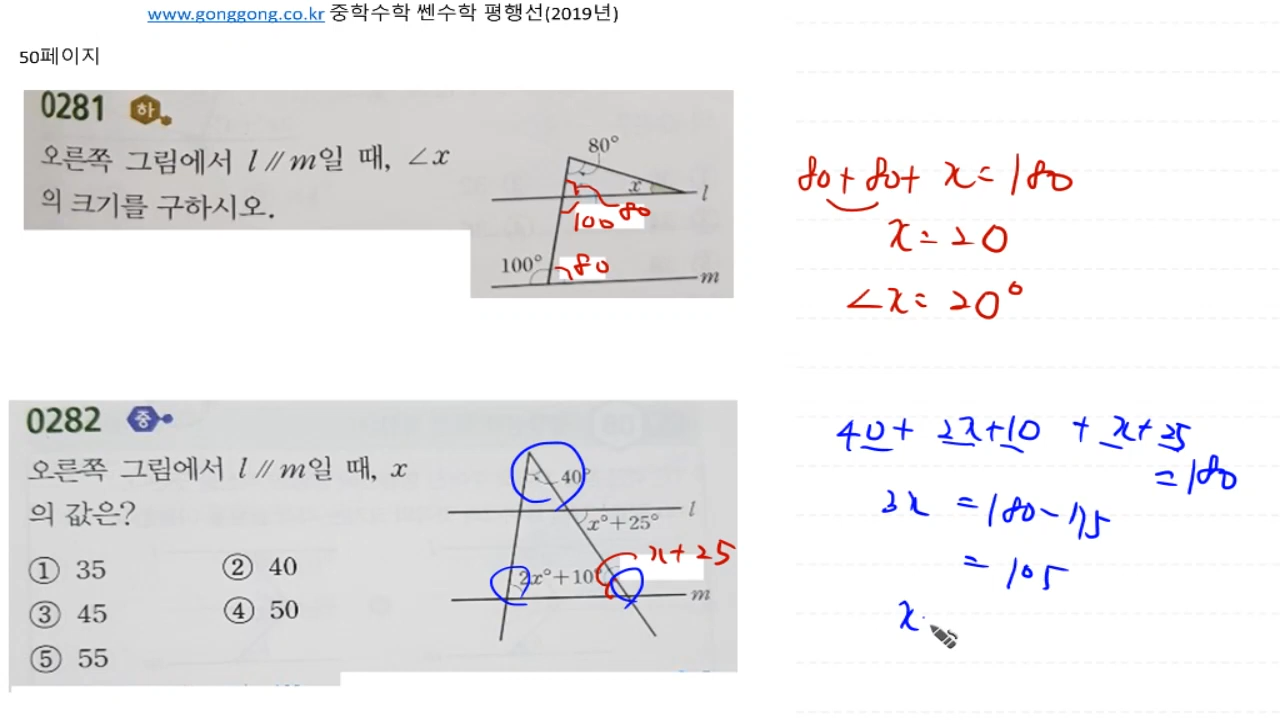 www.gonggong.co.kr 중학수학 쎈수학 평행선(2019년)
50페이지
0281 하
오른쪽 그림에서 l // m일 때, ∠x
의 크기를 구하시오.
80°
x
l
80
100
100°
80
m
80 + 80 + x = 180
x = 20
∠x = 20°
0282 중
오른쪽 그림에서 l // m일 때, x
의 값은?
① 35 ② 40
③ 45 ④ 50
⑤ 55
40°
l
x°+25°
x+25
2x°+10°
m
40 + 2x+10 + x+25
= 180
3x = 180-75
= 105
x